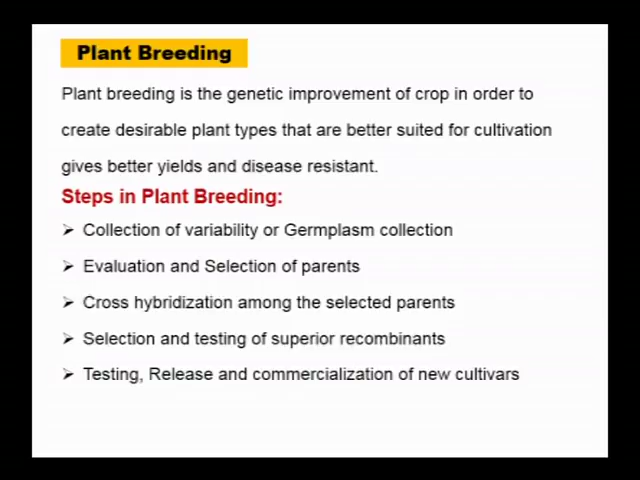 Plant Breeding
Plant breeding is the genetic improvement of crop in order to
create desirable plant types that are better suited for cultivation
gives better yields and disease resistant.
Steps in Plant Breeding:
➢ Collection of variability or Germplasm collection
➢ Evaluation and Selection of parents
➢ Cross hybridization among the selected parents
➢ Selection and testing of superior recombinants
➢ Testing, Release and commercialization of new cultivars